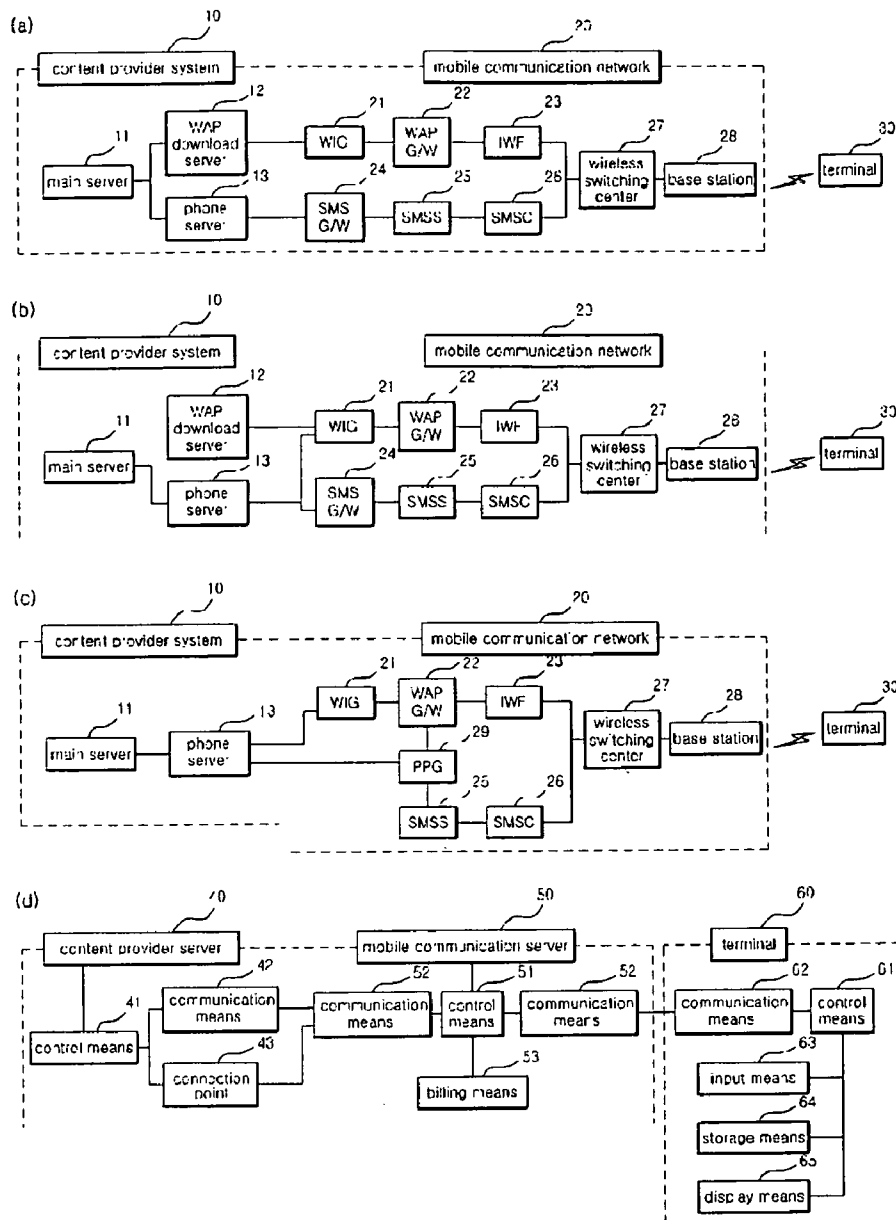 (a)
10
20
content provider system
mobile communication network
12
21
22
23
27
28
30
11
WAP
download
server
WIG
WAP
G/W
IWF
main server
wireless
switching
center
base station
terminal
13
24
25
26
phone
server
SMS
G/W
SMSS
SMSC
(b)
10
20
content provider system
mobile communication network
12
21
22
23
27
28
30
11
WAP
download
server
WIG
WAP
G/W
IWF
main server
wireless
switching
center
base station
terminal
13
24
25
26
phone
server
SMS
G/W
SMSS
SMSC
(c)
10
20
content provider system
mobile communication network
21
22
23
27
28
30
11
13
WIG
WAP
G/W
IWF
main server
phone
server
wireless
switching
center
base station
terminal
29
PPG
25
26
SMSS
SMSC
(d)
40
50
60
content provider server
mobile communication server
terminal
42
52
51
52
62
61
41
communication
means
communication
means
control
means
communication
means
communication
means
control
means
control means
43
53
63
connection
point
billing means
input means
64
storage means
65
display means